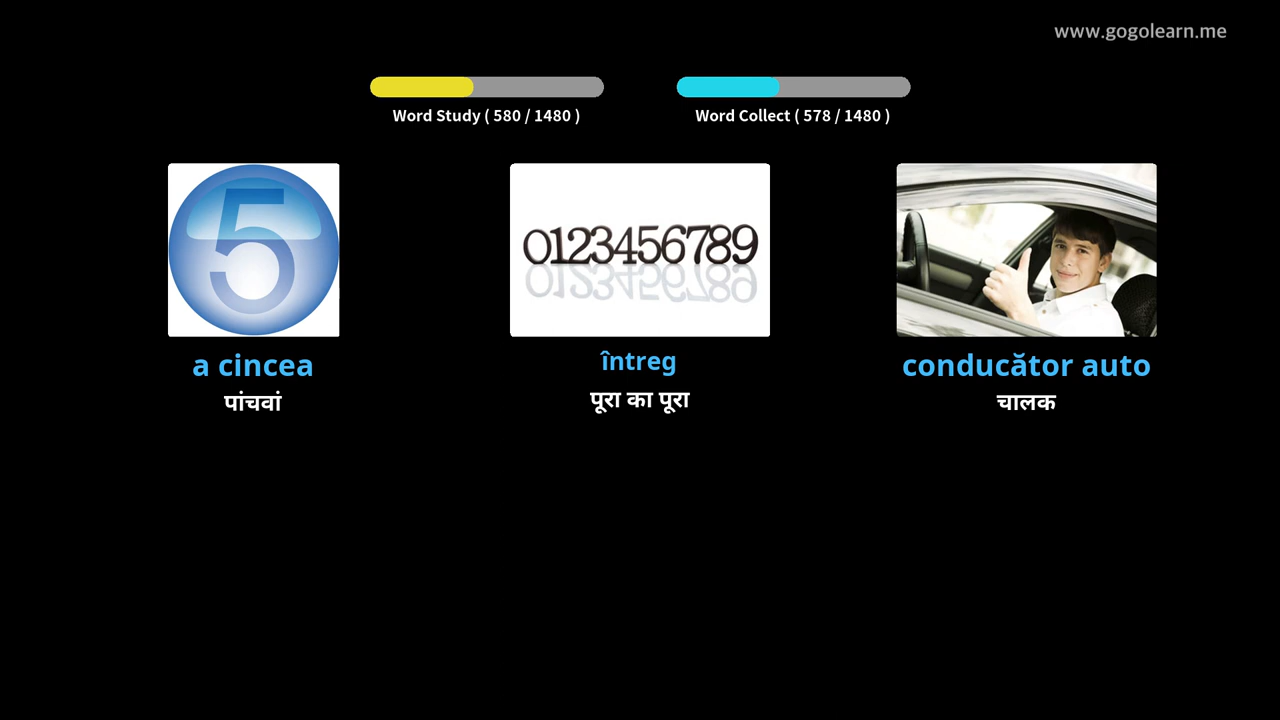 www.gogolearn.me
Word Study ( 580 / 1480 )
Word Collect ( 578 / 1480 )
5
0123456789
a cincea
întreg
conducător auto
पांचवां
पूरा का पूरा
चालक